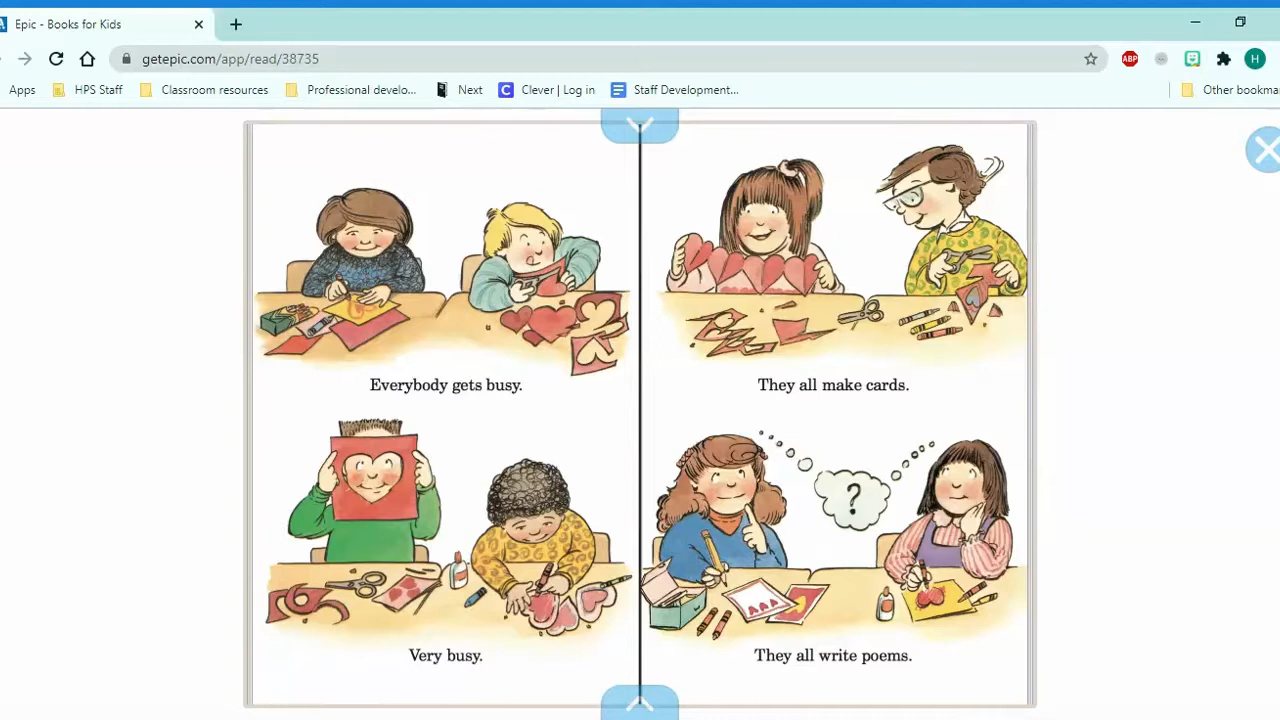 Epic - Books for Kids
getepic.com/app/read/38735
ABP
H
Apps
HPS Staff
Classroom resources
Professional develo...
Next
C
Clever | Log in
Staff Development...
Other bookma
Everybody gets busy.
They all make cards.
?
Very busy.
They all write poems.